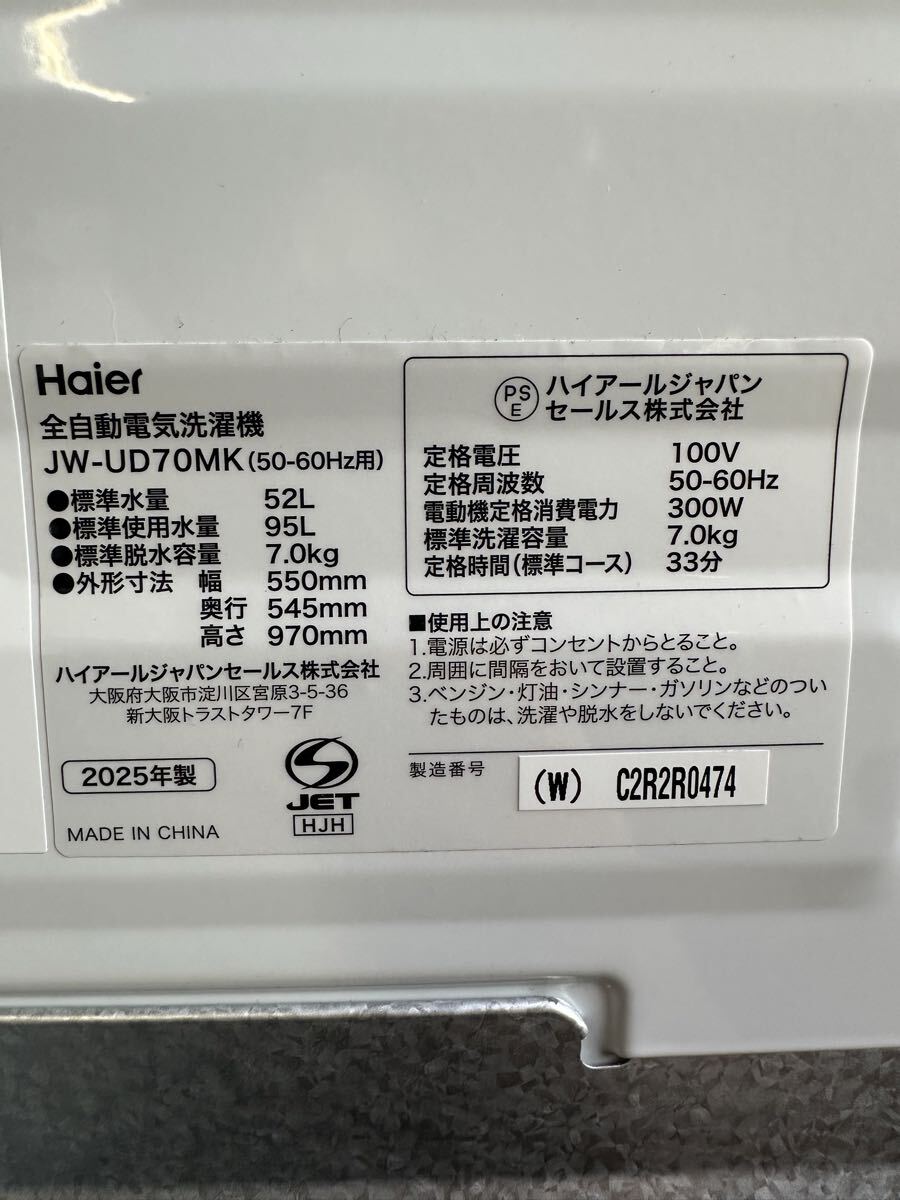 Haier
全自動電気洗濯機
JW-UD70MK(50-60Hz用)
●標準水量 52L
●標準使用水量 95L
●標準脱水容量 7.0kg
●外形寸法 幅 550mm
奥行 545mm
高さ 970mm
ハイアールジャパンセールス株式会社
大阪府大阪市淀川区宮原3-5-36
新大阪トラストタワー7F
2025年製
MADE IN CHINA
JET
HJH
PS
E
ハイアールジャパン
セールス株式会社
定格電圧 100V
定格周波数 50-60Hz
電動機定格消費電力 300W
標準洗濯容量 7.0kg
定格時間(標準コース) 33分
■使用上の注意
1.電源は必ずコンセントからとること。
2.周囲に間隔をおいて設置すること。
3.ベンジン・灯油・シンナー・ガソリンなどのつい
たものは、洗濯や脱水をしないでください。
製造番号 (W) C2R2R0474